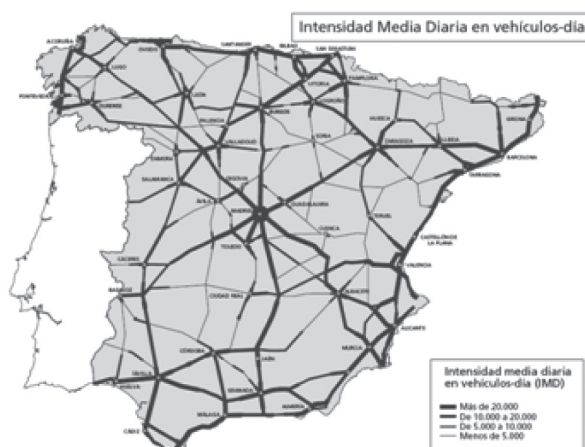 Intensidad Media Diaria en vehículos-día
ACORUÑA
OVIEDO
SANTANDER
BILBAO
SAN SEBASTIAN
LUGO
VITORIA
PAMPLONA
PONTEVEDRA
OURENSE
LEÓN
BURGOS
LOGROÑO
HUESCA
GIRONA
PALENCIA
ZAMORA
VALLADOLID
SORIA
ZARAGOZA
LLEIDA
BARCELONA
TARRAGONA
SALAMANCA
SEGOVIA
ÁVILA
GUADALAJARA
MADRID
TERUEL
CUENCA
CASTELLÓN DE
LA PLANA
TOLEDO
CÁCERES
VALENCIA
BADAJOZ
CIUDAD REAL
ALBACETE
ALICANTE
MURCIA
CÓRDOBA
JAÉN
SEVILLA
HUELVA
GRANADA
ALMERÍA
MÁLAGA
CÁDIZ
Intensidad media diaria
en vehículos-día (IMD)
Más de 20.000
De 10.000 a 20.000
De 5.000 a 10.000
Menos de 5.000